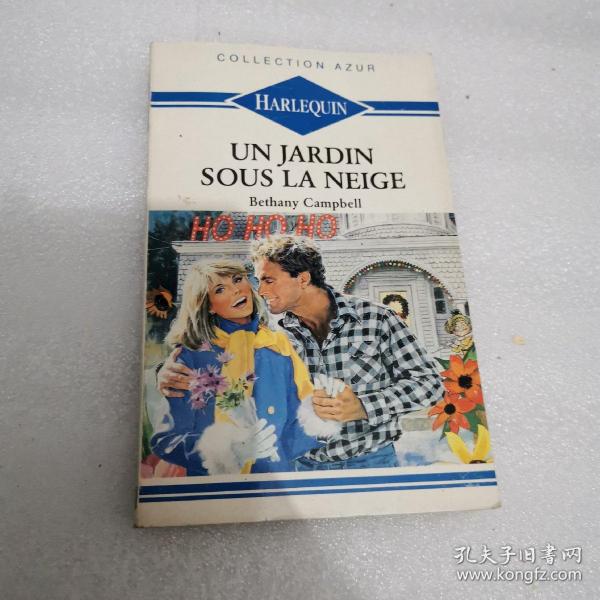 COLLECTION AZUR
HARLEQUIN
UN JARDIN
SOUS LA NEIGE
Bethany Campbell
HO HO HO
孔夫子旧书网
www.kongfz.com